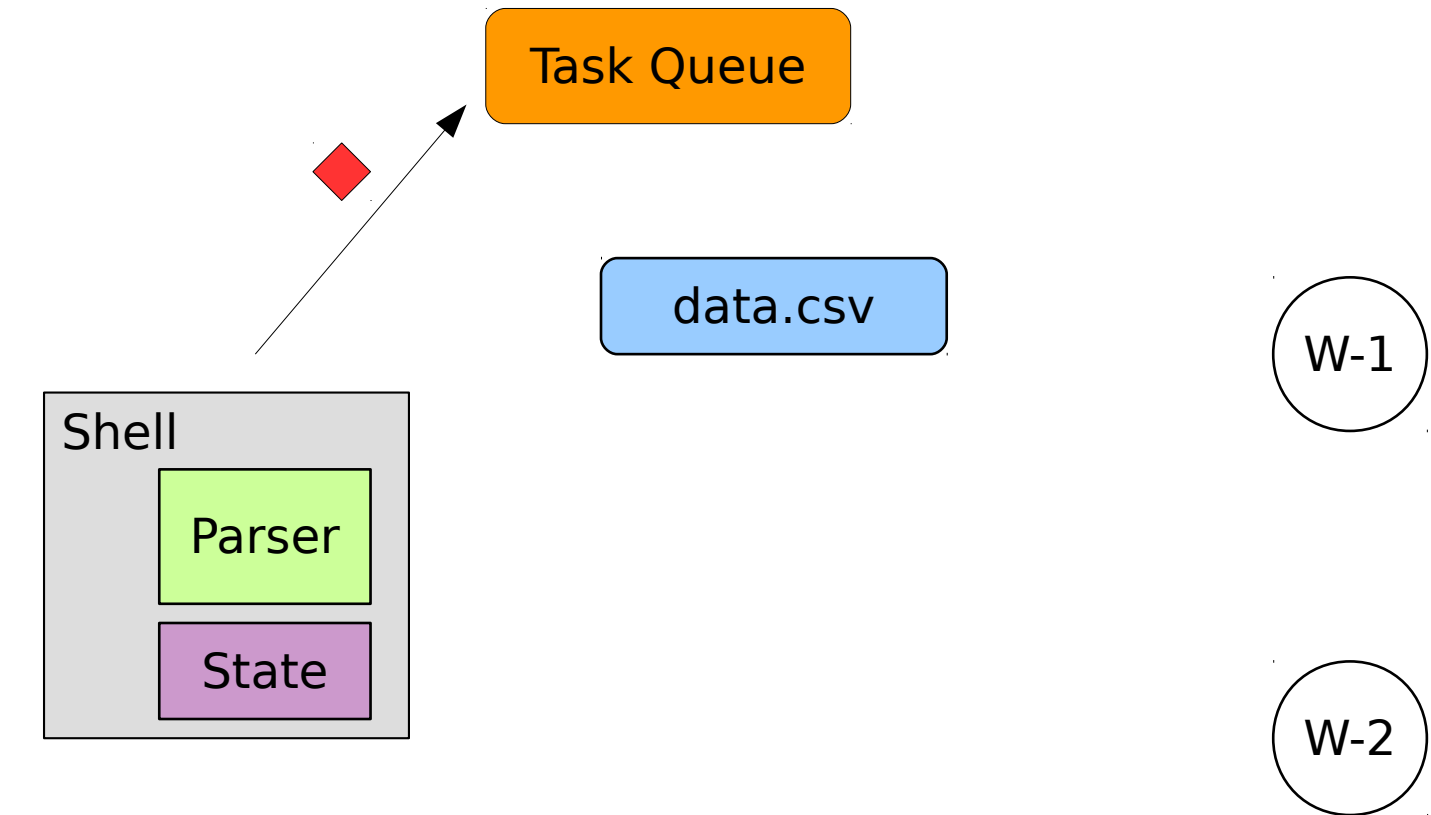 Task Queue
data.csv
W-1
Shell
Parser
State
W-2